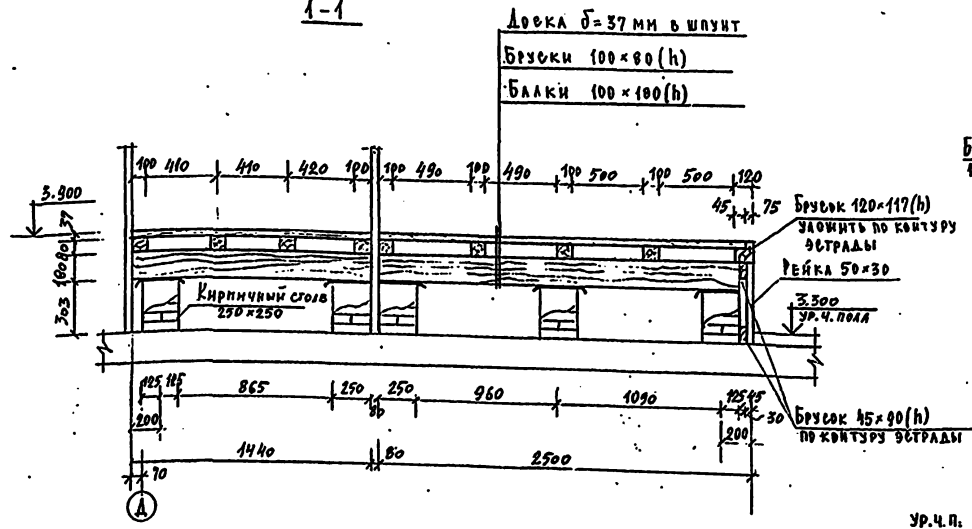 1-1
Доска δ=37 мм в шпунт
Бруски 100×80(h)
Балки 100×180(h)
100 410 410 420 100 100 490 100 490 100 500 100 500 120
45 75
3.900
37
80
180
303
Брусок 120×117(h)
уложить по контуру
эстрады
Рейка 50×30
Кирпичный столб
250×250
3.300
ур.ч.пола
125 125 865 250 250 960 1090 125 45
80
30
200 200
Брусок 45×90(h)
по контуру эстрады
1440 80 2500
70
Д
ур.ч.п.